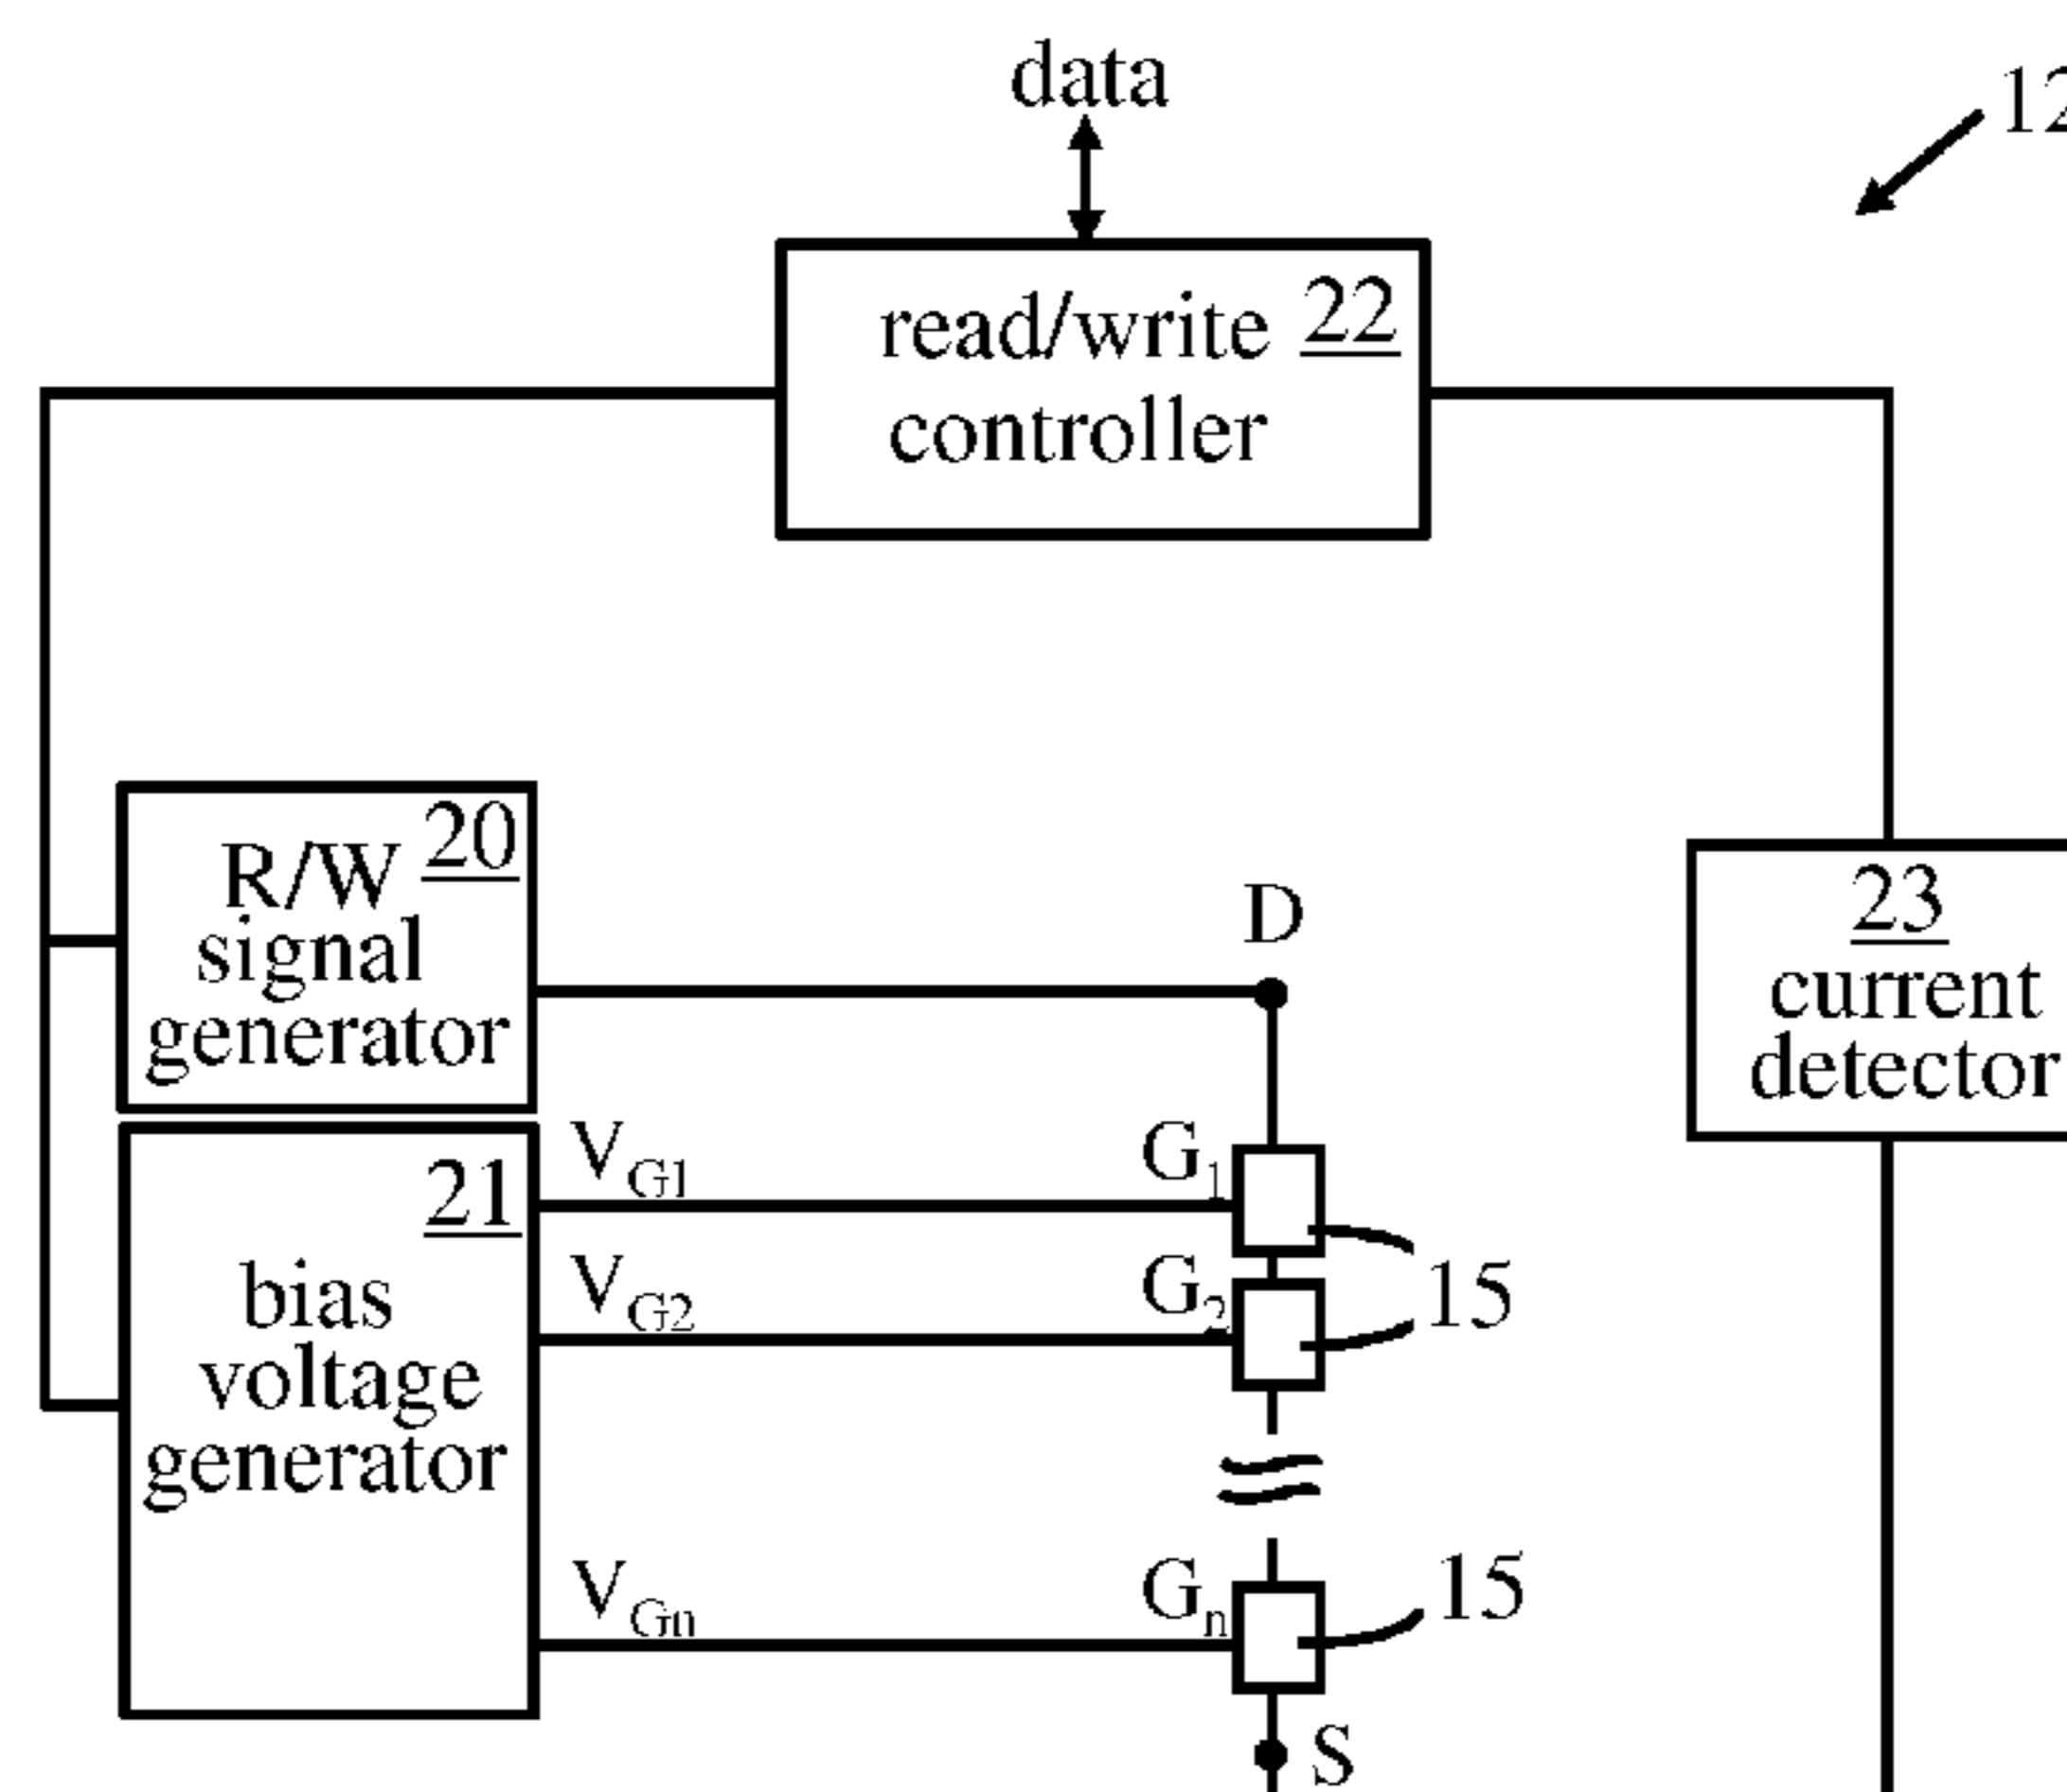 data
12
read/write 22
controller
20
R/W
signal
generator
D
23
current
detector
VG1
G1
21
bias
voltage
generator
VG2
G2
15
VGn
Gn
15
S